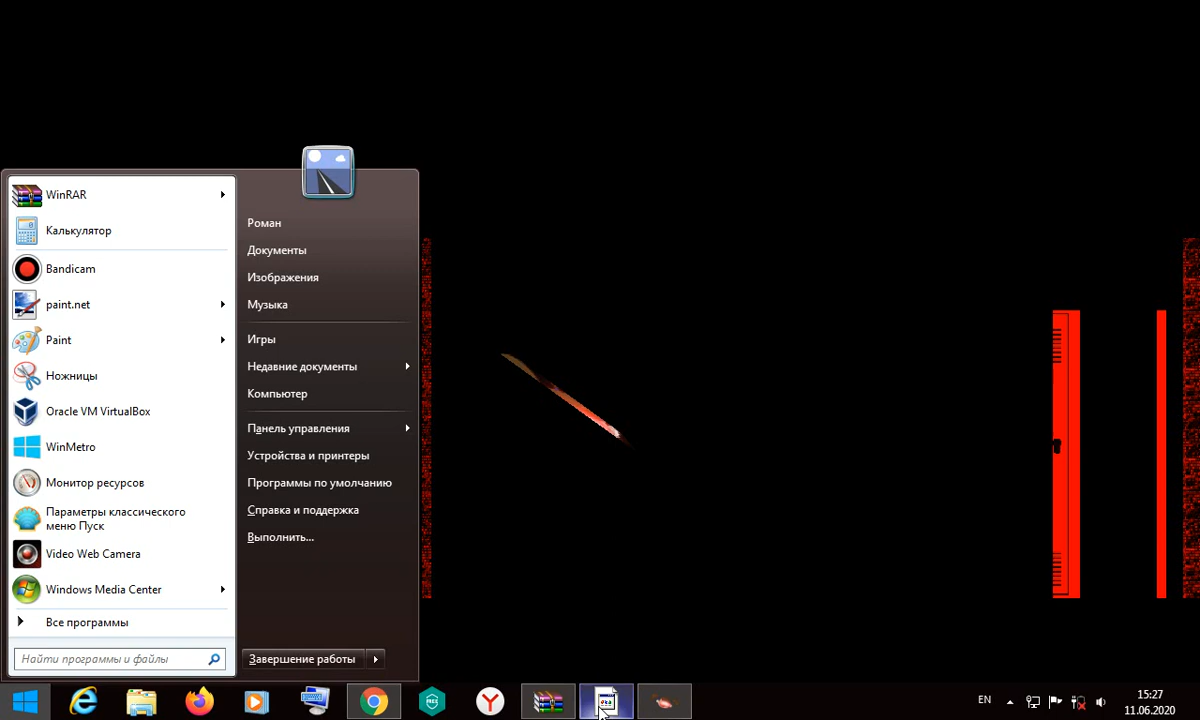 WinRAR
Калькулятор
Bandicam
paint.net
Paint
Ножницы
Oracle VM VirtualBox
WinMetro
Монитор ресурсов
Параметры классического
меню Пуск
Video Web Camera
Windows Media Center
Все программы
Найти программы и файлы
Роман
Документы
Изображения
Музыка
Игры
Недавние документы
Компьютер
Панель управления
Устройства и принтеры
Программы по умолчанию
Справка и поддержка
Выполнить...
Завершение работы
EN
15:27
11.06.2020